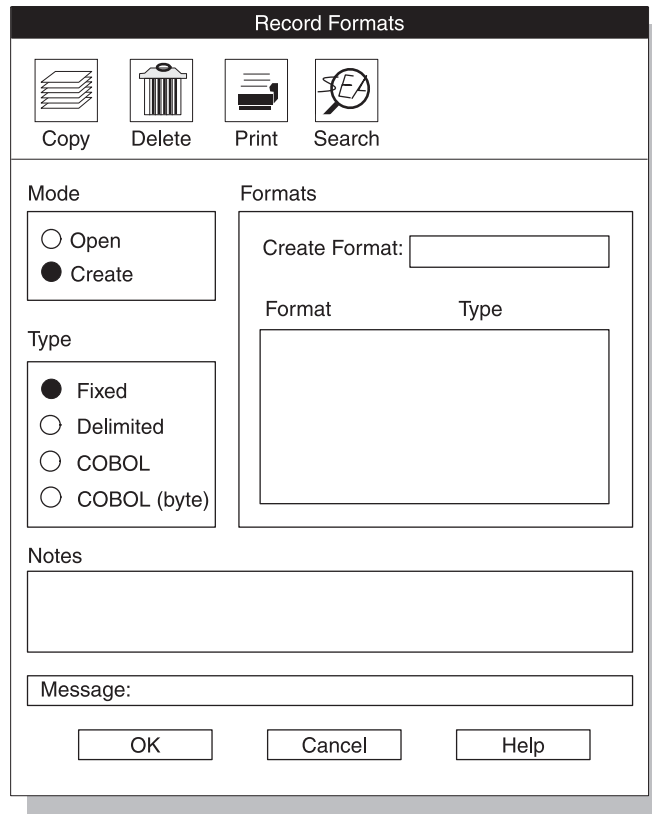 Record Formats
SEA
Copy Delete Print Search
Mode
Open
Create
Type
Fixed
Delimited
COBOL
COBOL (byte)
Formats
Create Format:
Format Type
Notes
Message:
OK Cancel Help